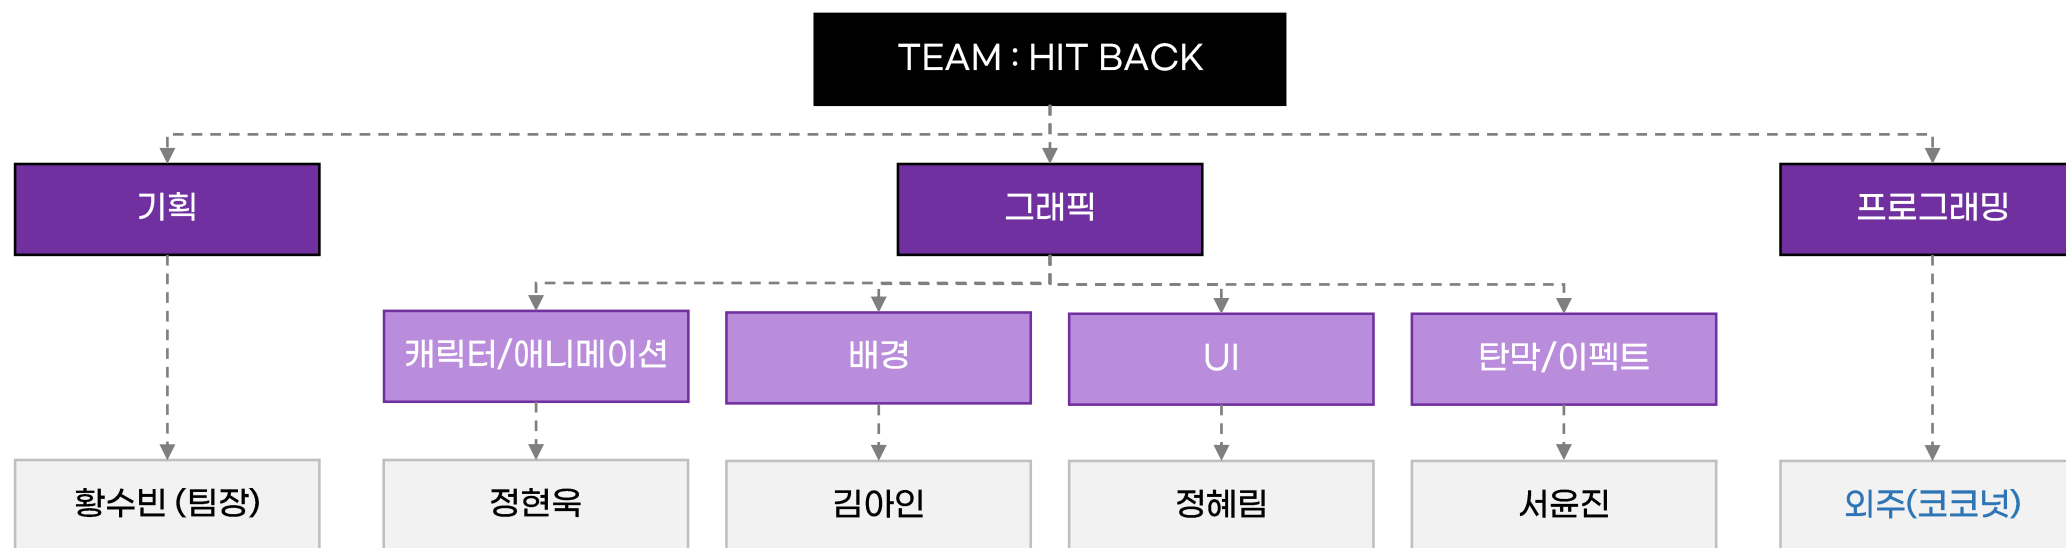 TEAM : HIT BACK
기획
그래픽
프로그래밍
캐릭터/애니메이션
배경
UI
탄막/이펙트
황수빈 (팀장)
정현욱
김아인
정혜림
서윤진
외주(코코넛)